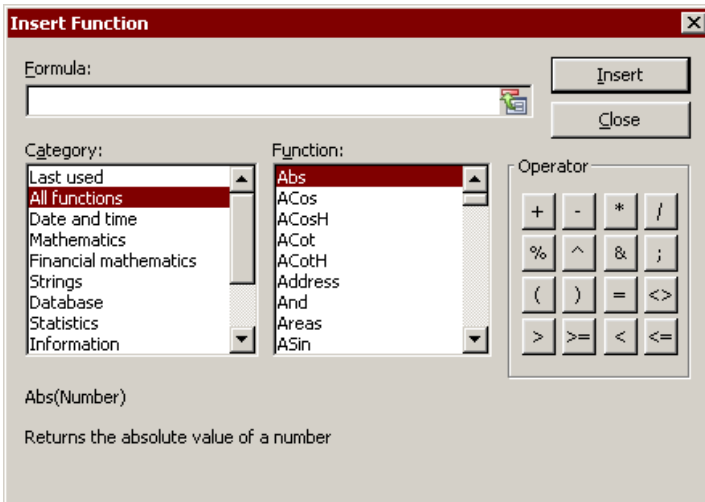 Insert Function
Formula:
Insert
Close
Category:
Last used
All functions
Date and time
Mathematics
Financial mathematics
Strings
Database
Statistics
Information
Function:
Abs
ACos
ACosH
ACot
ACotH
Address
And
Areas
ASin
Operator
+ - * /
% ^ & ;
( ) = <>
> >= < <=
Abs(Number)
Returns the absolute value of a number